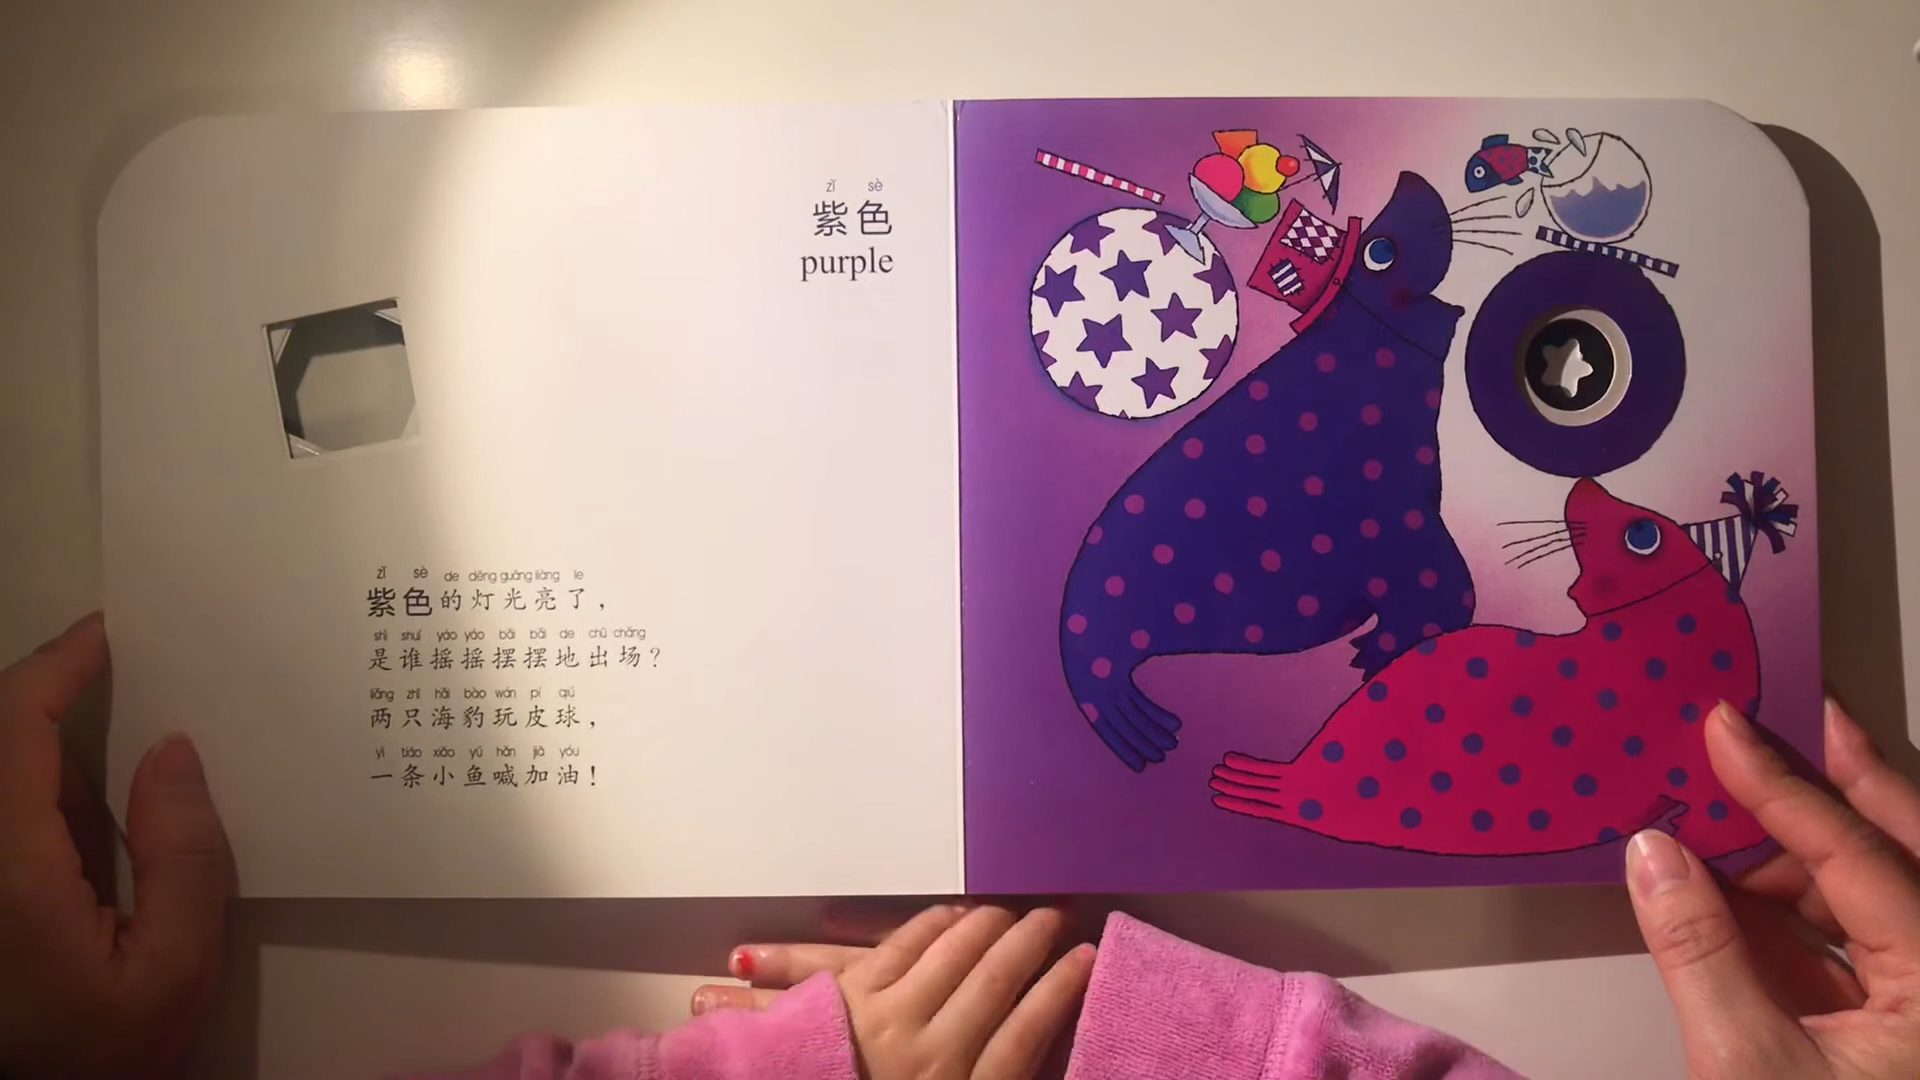 zǐ sè
紫色
purple
zǐ sè de dēng guāng liàng le
紫色的灯光亮了，
shì shuí yáo yáo bǎi bǎi de chū chǎng
是谁摇摇摆摆地出场？
liǎng zhī hǎi bào wán pí qiú
两只海豹玩皮球，
yì tiáo xiǎo yú hǎn jiā yóu
一条小鱼喊加油！